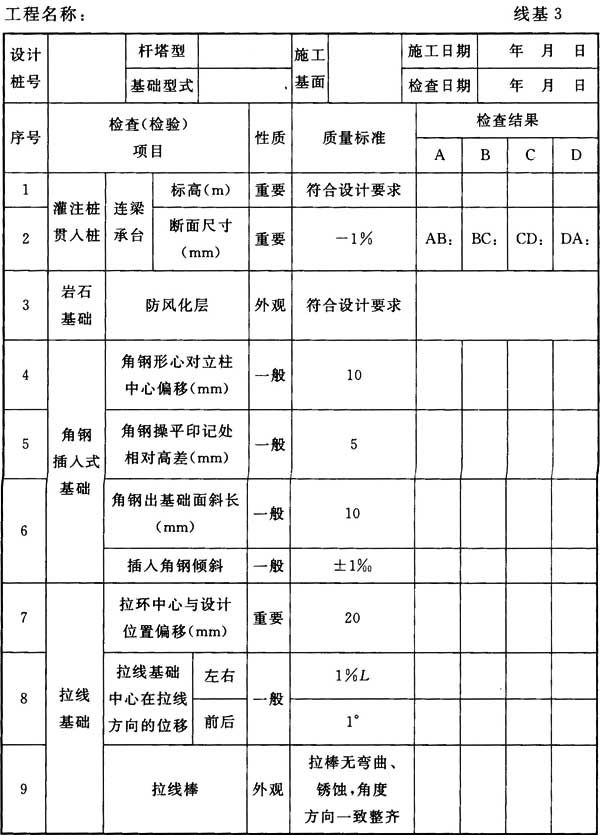 工程名称： 线基 3
设计桩号 杆塔型 施工基面 施工日期 年 月 日
基础型式 检查日期 年 月 日
序号 检查(检验)项目 性质 质量标准 检查结果
A B C D
1 灌注桩贯入桩 连梁承台 标高(m) 重要 符合设计要求
2 断面尺寸(mm) 重要 －1% AB： BC： CD： DA：
3 岩石基础 防风化层 外观 符合设计要求
4 角钢插入式基础 角钢形心对立柱中心偏移(mm) 一般 10
5 角钢操平印记处相对高差(mm) 一般 5
6 角钢出基础面斜长(mm) 一般 10
插入角钢倾斜 一般 ±1‰
7 拉线基础 拉环中心与设计位置偏移(mm) 重要 20
8 拉线基础中心在拉线方向的位移 左右 一般 1%L
前后 1°
9 拉线棒 外观 拉棒无弯曲、锈蚀,角度方向一致整齐